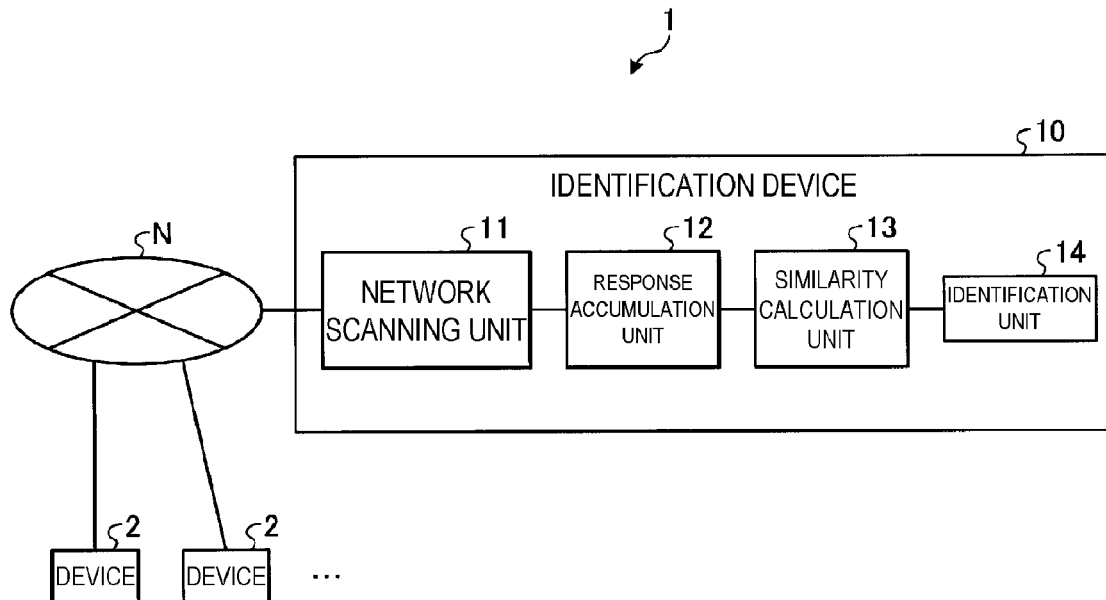 1
10
IDENTIFICATION DEVICE
N
11
NETWORK
SCANNING UNIT
12
RESPONSE
ACCUMULATION
UNIT
13
SIMILARITY
CALCULATION
UNIT
14
IDENTIFICATION
UNIT
2
DEVICE
2
DEVICE
...